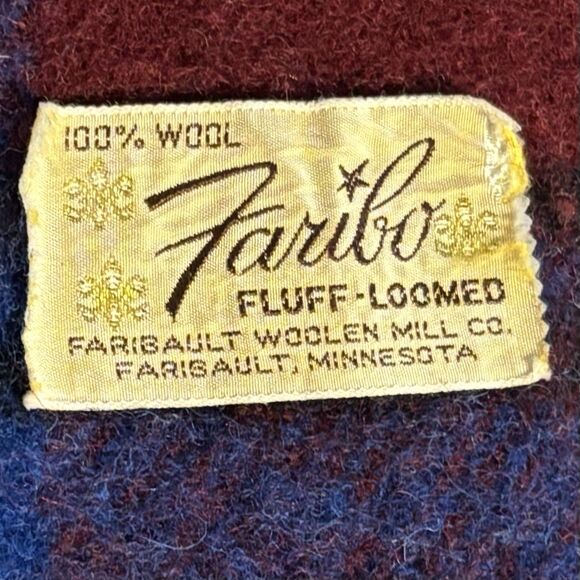 100% WOOL
Faribo
FLUFF-LOOMED
FARIBAULT WOOLEN MILL CO.
FARIBAULT, MINNESOTA